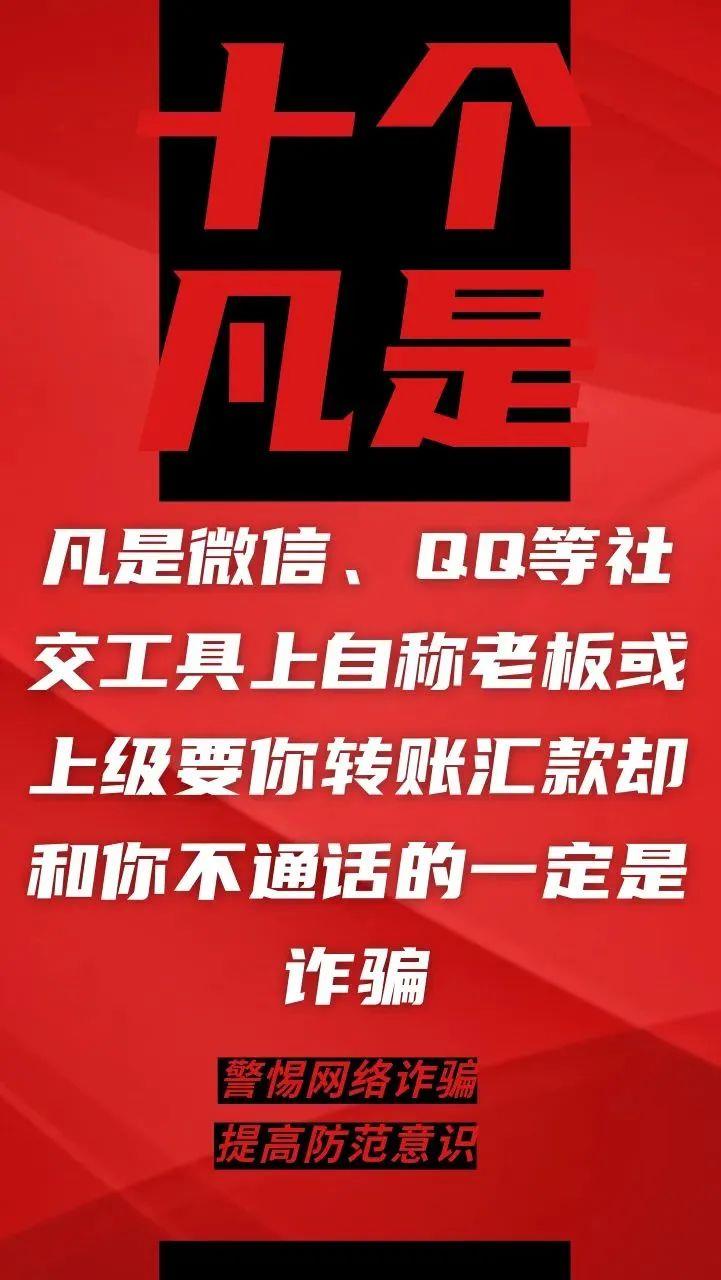 十个
凡是
凡是微信、QQ等社
交工具上自称老板或
上级要你转账汇款却
和你不通话的一定是
诈骗
警惕网络诈骗
提高防范意识